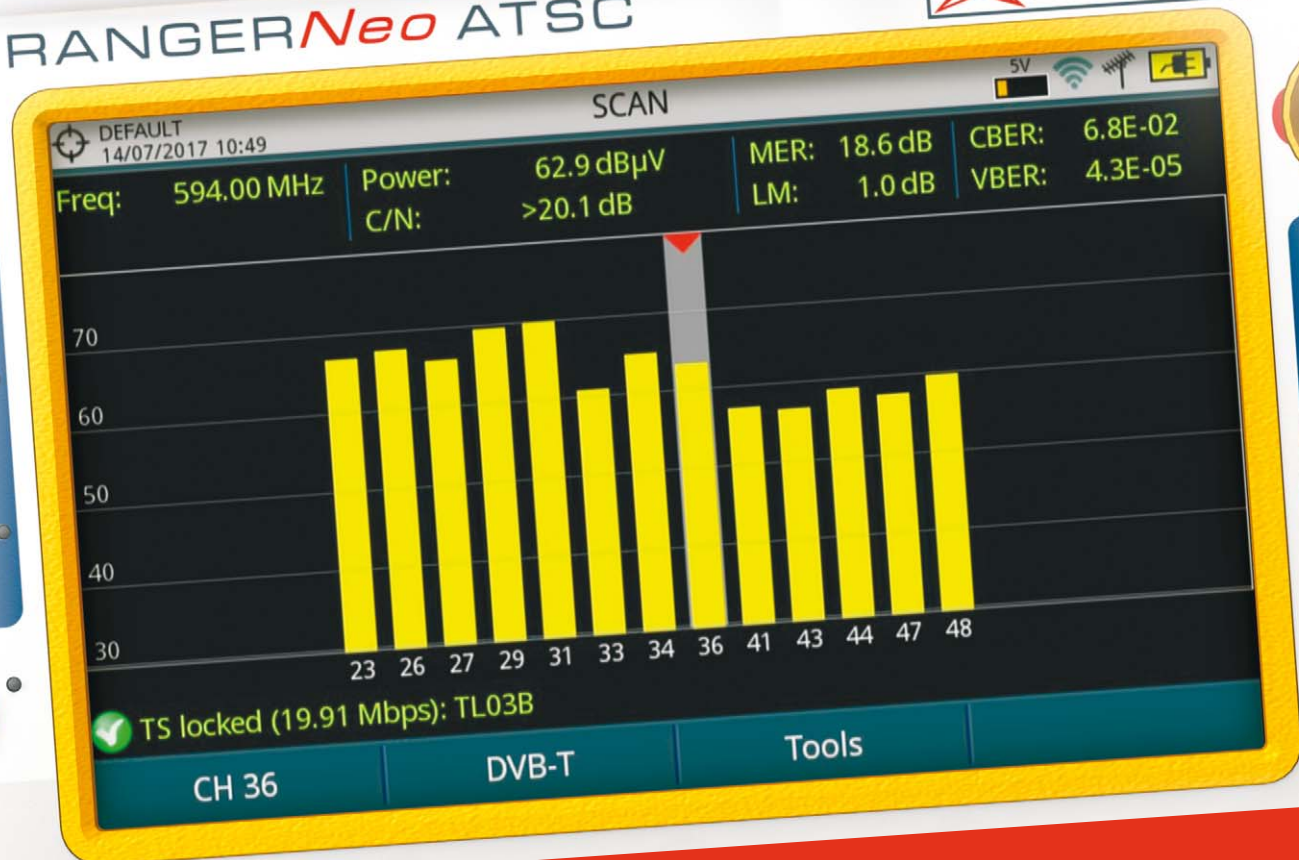 RANGERNeo ATSC
DEFAULT
14/07/2017 10:49
SCAN
5V
Freq: 594.00 MHz
Power: 62.9 dBµV
C/N: >20.1 dB
MER: 18.6 dB
LM: 1.0 dB
CBER: 6.8E-02
VBER: 4.3E-05
70
60
50
40
30
23 26 27 29 31 33 34 36 41 43 44 47 48
TS locked (19.91 Mbps): TL03B
CH 36 DVB-T Tools